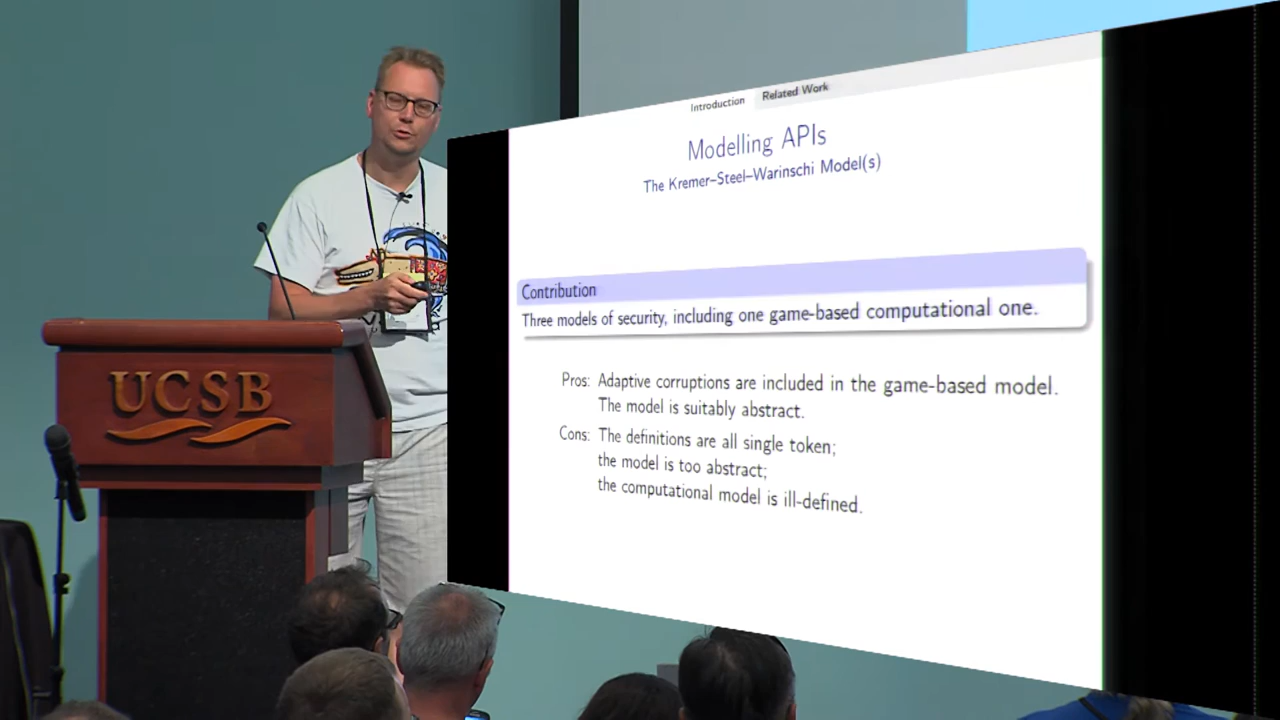 Introduction
Related Work
Modelling APIs
The Kremer–Steel–Warinschi Model(s)
Contribution
Three models of security, including one game-based computational one.
Pros: Adaptive corruptions are included in the game-based model.
The model is suitably abstract.
Cons: The definitions are all single token;
the model is too abstract;
the computational model is ill-defined.
UCSB